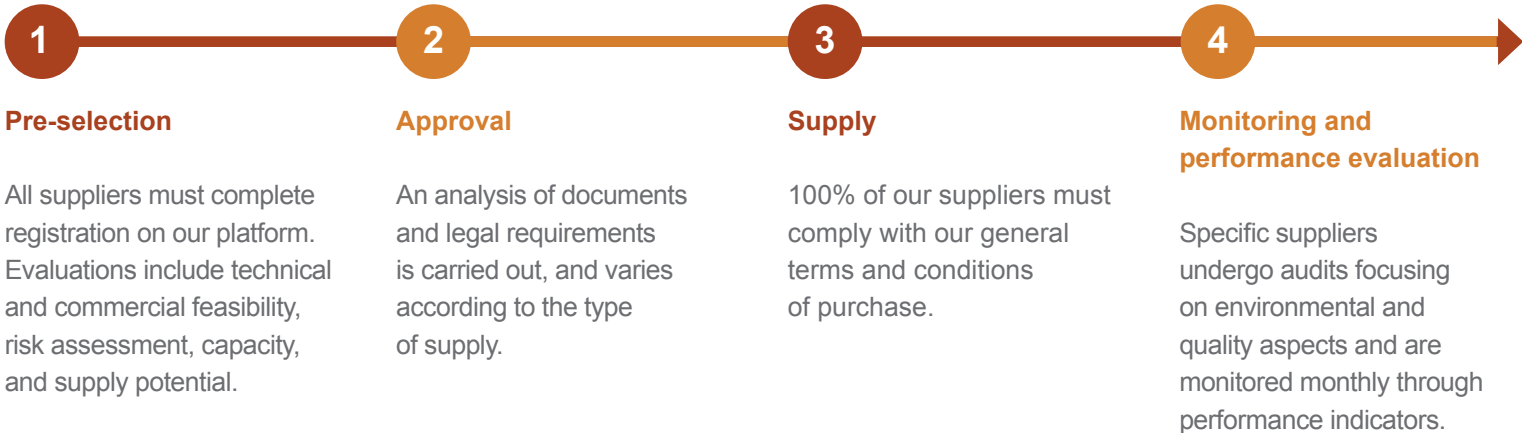 1
Pre-selection
All suppliers must complete
registration on our platform.
Evaluations include technical
and commercial feasibility,
risk assessment, capacity,
and supply potential.
2
Approval
An analysis of documents
and legal requirements
is carried out, and varies
according to the type
of supply.
3
Supply
100% of our suppliers must
comply with our general
terms and conditions
of purchase.
4
Monitoring and
performance evaluation
Specific suppliers
undergo audits focusing
on environmental and
quality aspects and are
monitored monthly through
performance indicators.